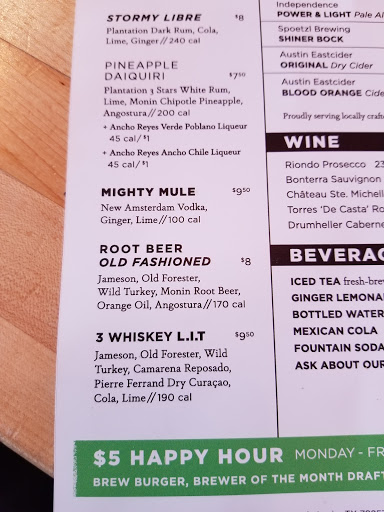 STORMY LIBRE $8
Plantation Dark Rum, Cola,
Lime, Ginger//240 cal
PINEAPPLE
DAIQUIRI $7.50
Plantation 3 Stars White Rum,
Lime, Monin Chipotle Pineapple,
Angostura//200 cal
+ Ancho Reyes Verde Poblano Liqueur
45 cal/$1
+ Ancho Reyes Ancho Chile Liqueur
45 cal/$1
MIGHTY MULE $9.50
New Amsterdam Vodka,
Ginger, Lime//100 cal
ROOT BEER
OLD FASHIONED $8
Jameson, Old Forester,
Wild Turkey, Monin Root Beer,
Orange Oil, Angostura//170 cal
3 WHISKEY L.I.T $9.50
Jameson, Old Forester, Wild
Turkey, Camarena Reposado,
Pierre Ferrand Dry Curaçao,
Cola, Lime//190 cal
Independence
POWER & LIGHT Pale Al
Spoetzl Brewing
SHINER BOCK
Austin Eastcider
ORIGINAL Dry Cider
Austin Eastcider
BLOOD ORANGE Cide
Proudly serving locally craft
WINE
Riondo Prosecco 23
Bonterra Sauvignon
Château Ste. Michell
Torres 'De Casta' Ro
Drumheller Caberne
BEVERAG
ICED TEA fresh-brew
GINGER LEMONA
BOTTLED WATER
MEXICAN COLA
FOUNTAIN SODA
ASK ABOUT OUR
$5 HAPPY HOUR MONDAY - FR
BREW BURGER, BREWER OF THE MONTH DRAFT